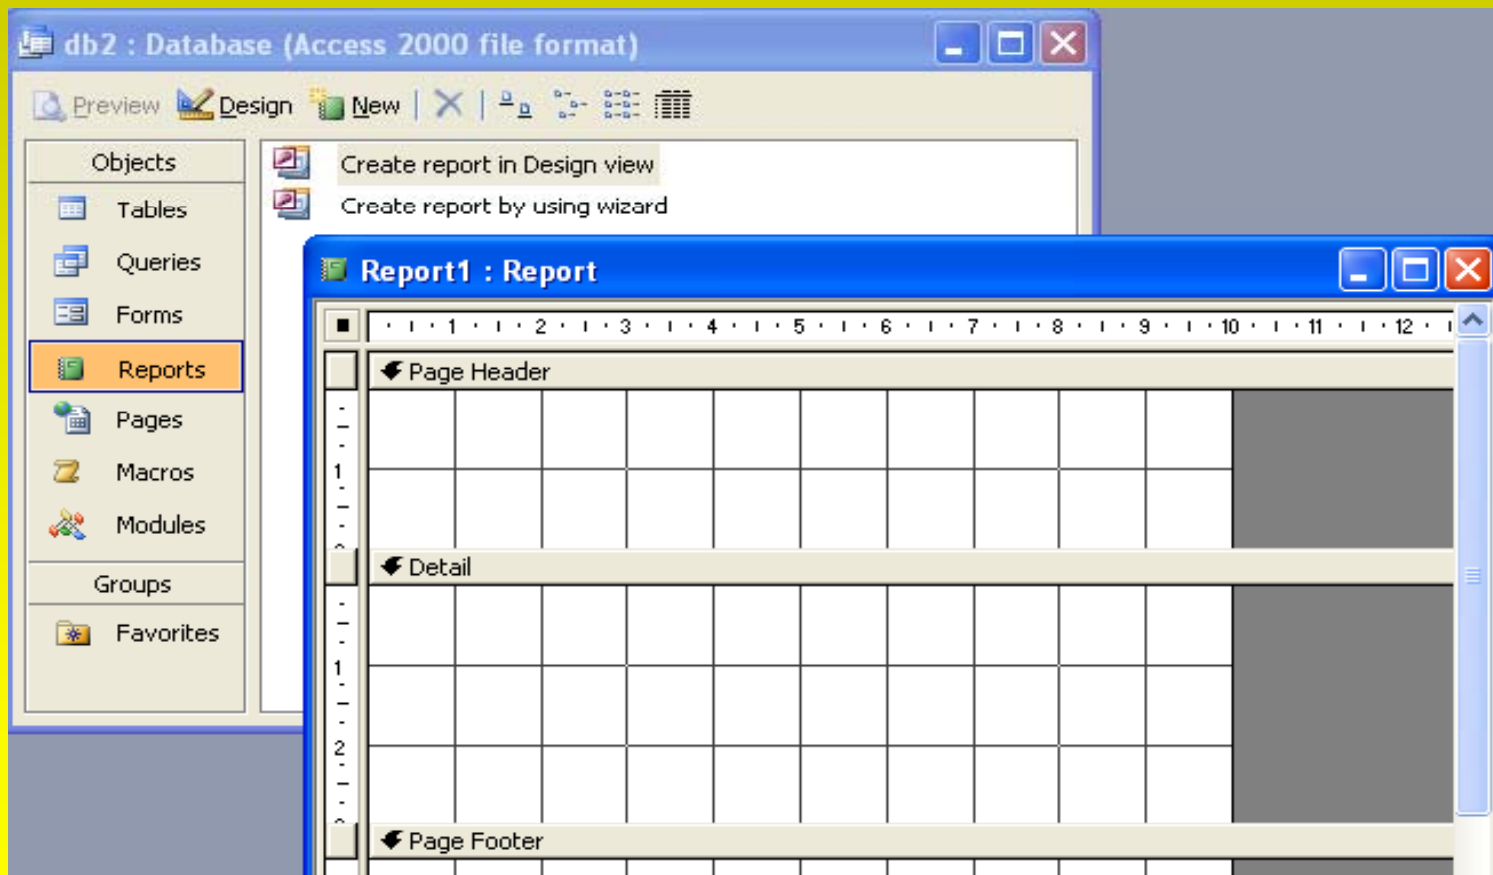 db2 : Database (Access 2000 file format)
Preview Design New
Objects
Tables
Queries
Forms
Reports
Pages
Macros
Modules
Groups
Favorites
Create report in Design view
Create report by using wizard
Report1 : Report
1 2 3 4 5 6 7 8 9 10 11 12
Page Header
1
Detail
1
2
Page Footer